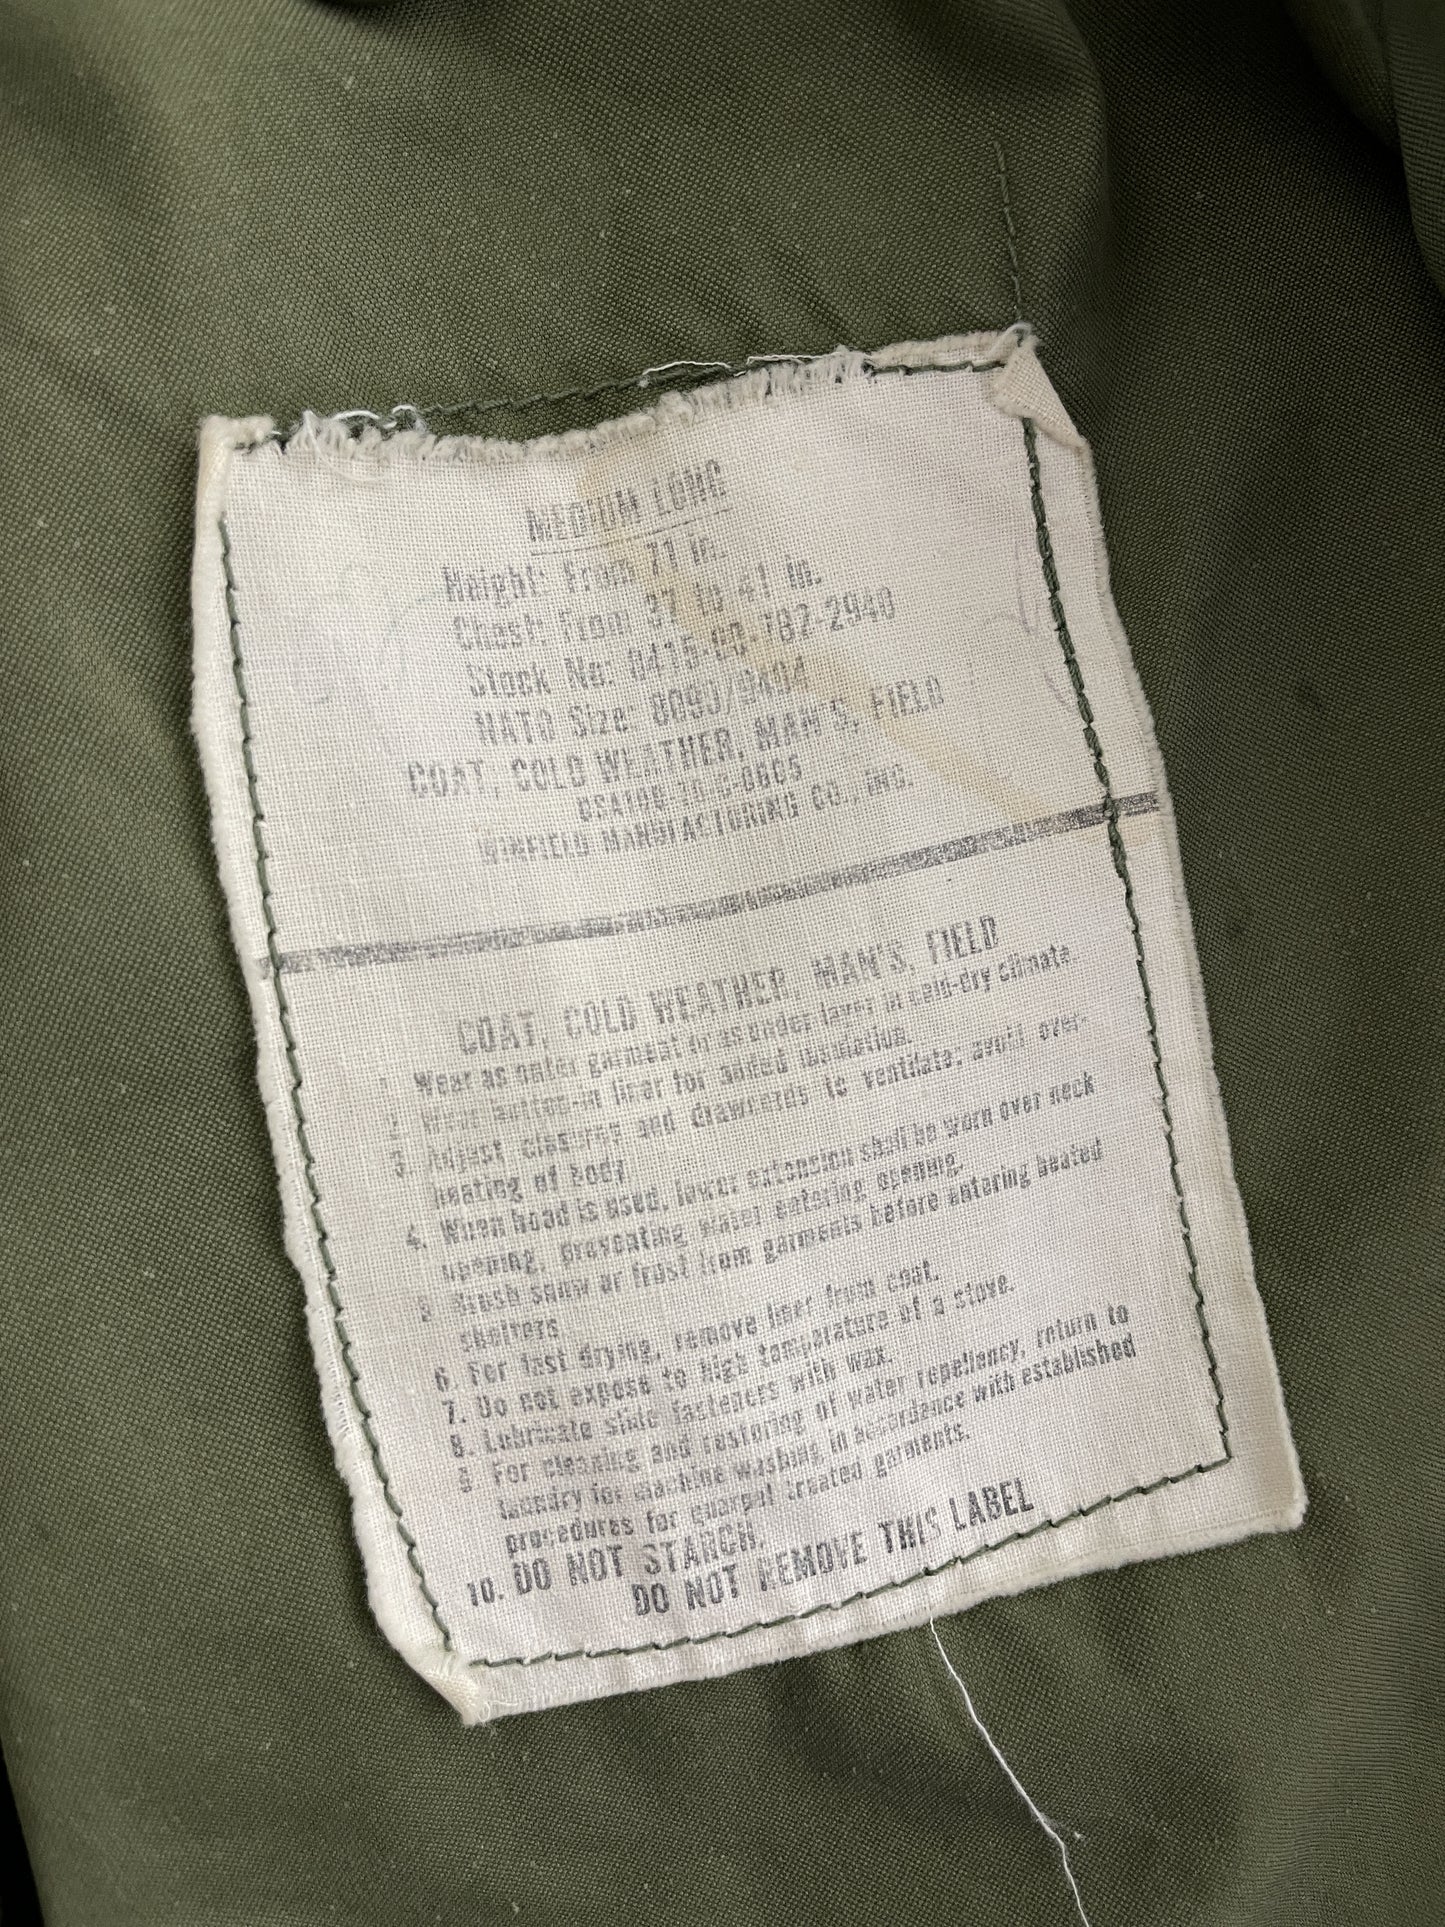 MEDIUM LONG
Height: From 71 in.
Chest: From 37 to 41 in.
Stock No: 8415-00-782-2940
NATO Size: 8090/9404
COAT, COLD WEATHER, MAN'S, FIELD
DSA100- -C-0605
WINFIELD MANUFACTURING CO., INC.
COAT, COLD WEATHER, MAN'S, FIELD
1 Wear as outer garment or as under layer in cold-dry climate
2. Wear button-in liner for added insulation.
3. Adjust closures and drawcords to ventilate; avoid over-
heating of body
4. When hood is used, lower extension shall be worn over neck
opening, preventing water entering opening.
5 Brush snow or frost from garments before entering heated
shelters.
6. For fast drying, remove liner from coat.
7. Do not expose to high temperature of a stove.
8. Lubricate slide fasteners with wax.
9 For cleaning and restoring of water repellency, return to
laundry for machine washing in accordance with established
procedures for quarpel treated garments.
10. DO NOT STARCH.
DO NOT REMOVE THIS LABEL